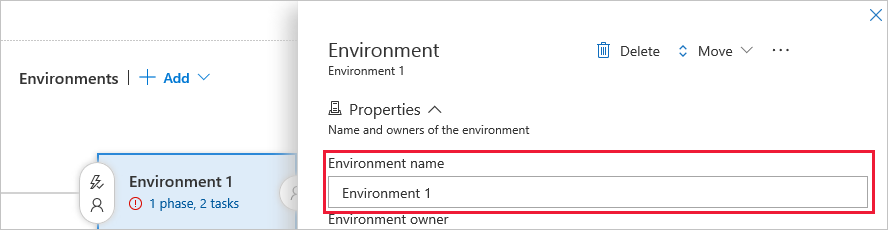 Environments | + Add
Environment 1
1 phase, 2 tasks
Environment
Environment 1
Delete
Move
...
Properties
Name and owners of the environment
Environment name
Environment 1
Environment owner